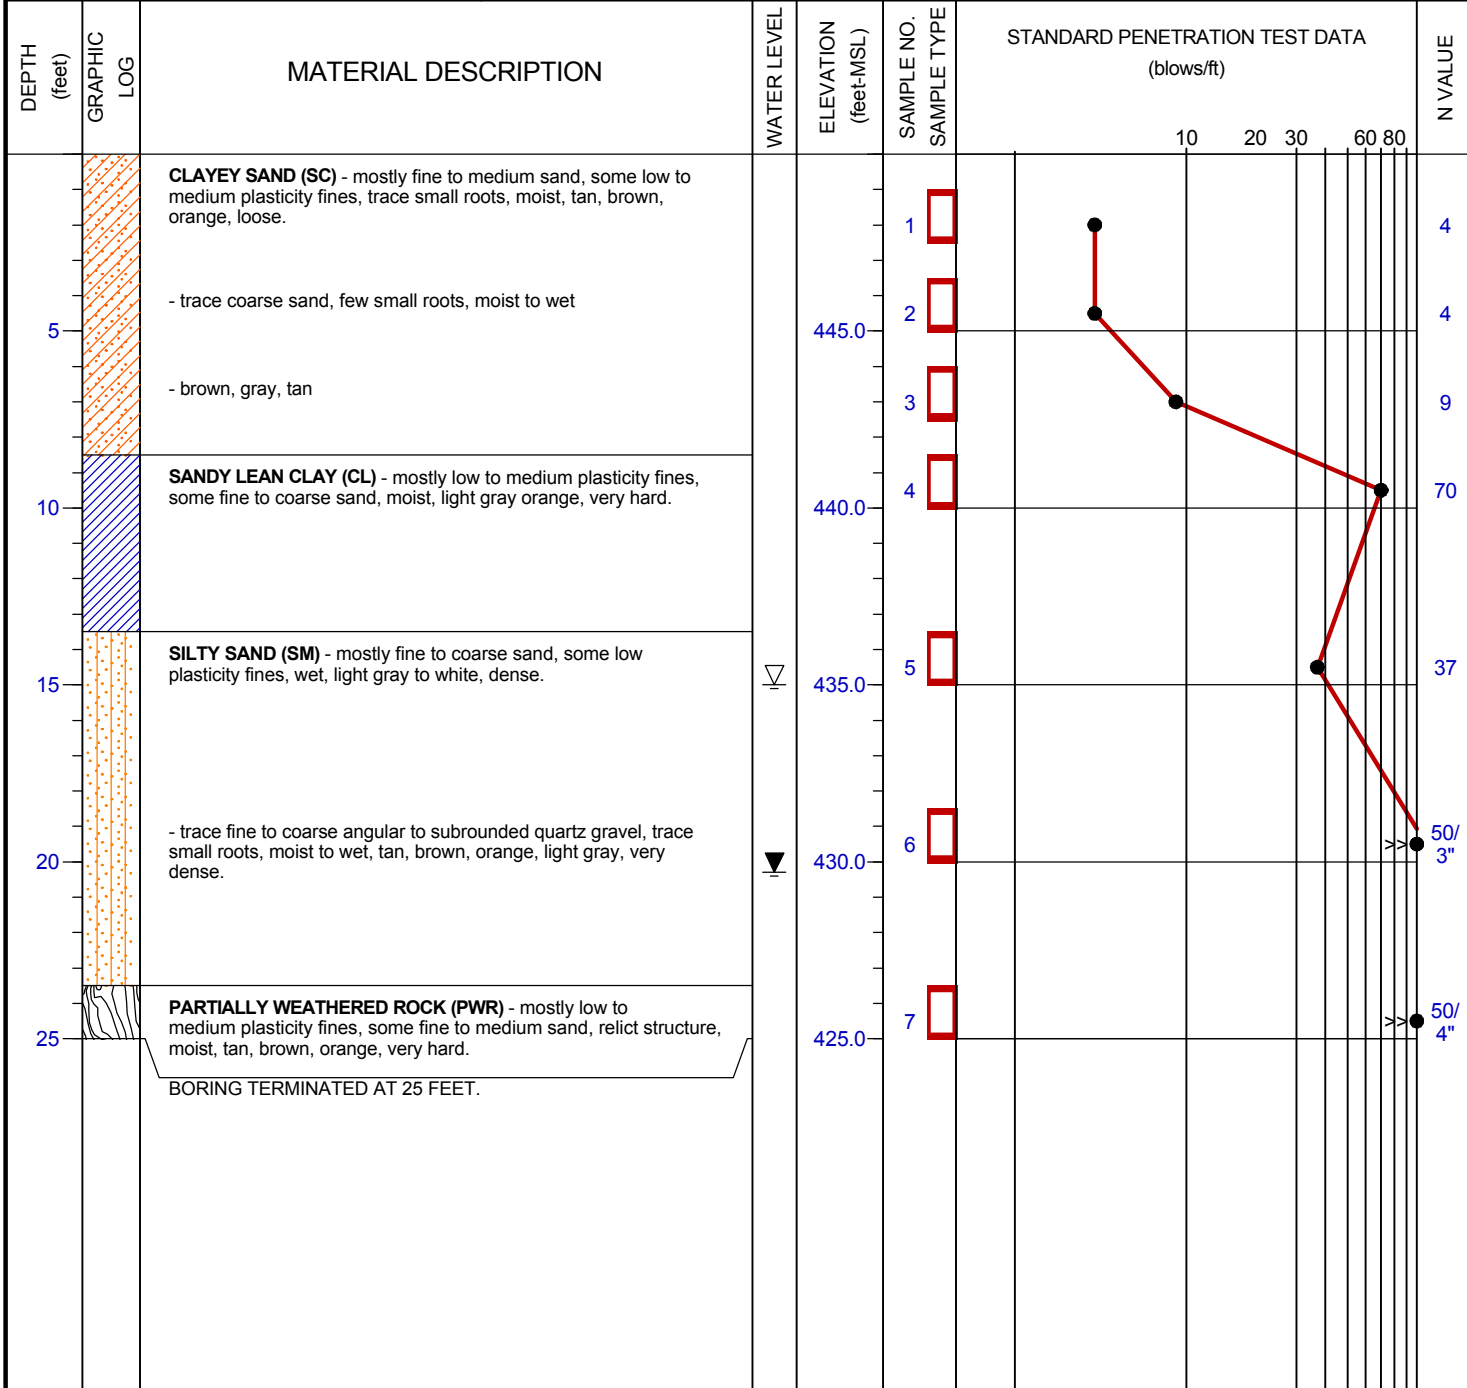 DEPTH
(feet)
GRAPHIC
LOG
MATERIAL DESCRIPTION
WATER LEVEL
ELEVATION
(feet-MSL)
SAMPLE NO.
SAMPLE TYPE
STANDARD PENETRATION TEST DATA
(blows/ft)
N VALUE
10 20 30 60 80
CLAYEY SAND (SC) - mostly fine to medium sand, some low to
medium plasticity fines, trace small roots, moist, tan, brown,
orange, loose.
1 4
- trace coarse sand, few small roots, moist to wet
2 4
5 445.0
- brown, gray, tan
3 9
SANDY LEAN CLAY (CL) - mostly low to medium plasticity fines,
some fine to coarse sand, moist, light gray orange, very hard.
4 70
10 440.0
SILTY SAND (SM) - mostly fine to coarse sand, some low
plasticity fines, wet, light gray to white, dense.
5 37
15 435.0
- trace fine to coarse angular to subrounded quartz gravel, trace
small roots, moist to wet, tan, brown, orange, light gray, very
dense.
6 >> 50/
3"
20 430.0
PARTIALLY WEATHERED ROCK (PWR) - mostly low to
medium plasticity fines, some fine to medium sand, relict structure,
moist, tan, brown, orange, very hard.
7 >> 50/
4"
25 425.0
BORING TERMINATED AT 25 FEET.